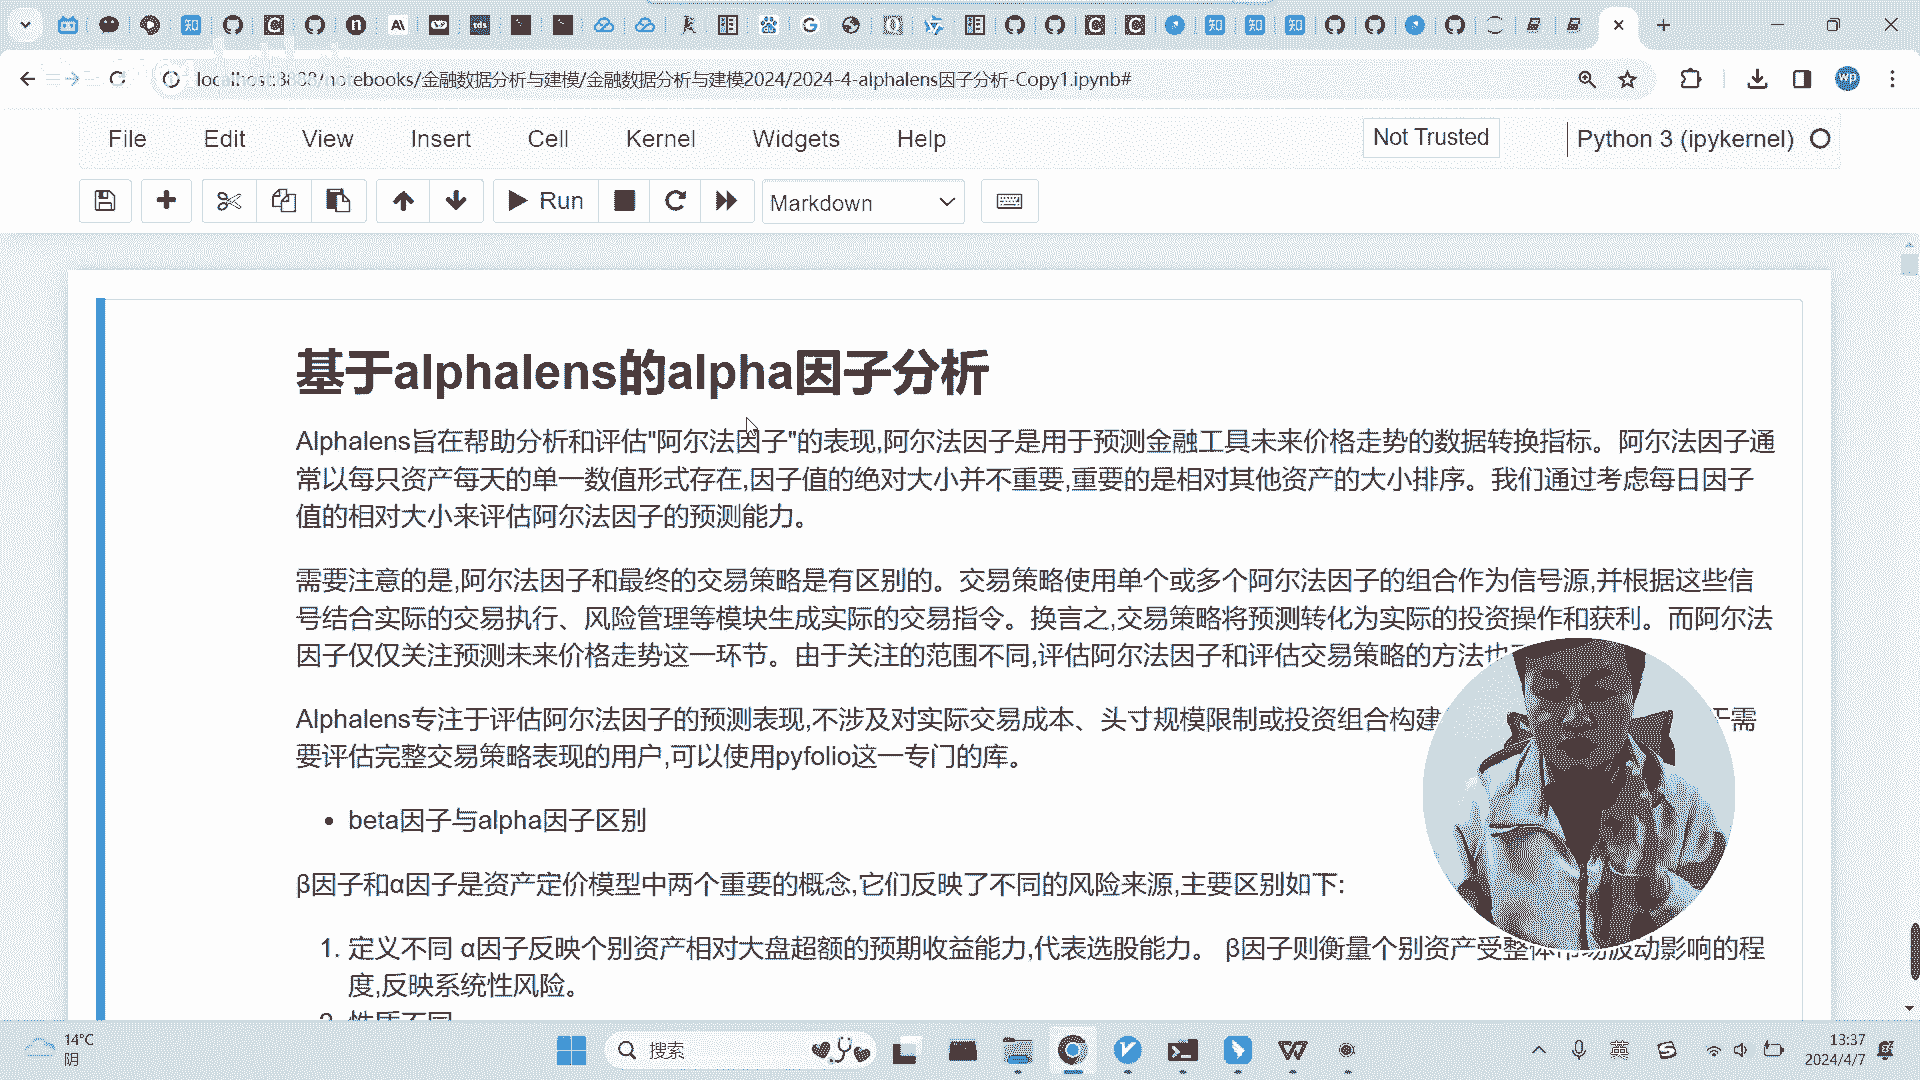 localhost:8888/notebooks/金融数据分析与建模/金融数据分析与建模2024/2024-4-alphalens因子分析-Copy1.ipynb#
File Edit View Insert Cell Kernel Widgets Help Not Trusted Python 3 (ipykernel)
Run Markdown
基于alphalens的alpha因子分析
Alphalens旨在帮助分析和评估"阿尔法因子"的表现,阿尔法因子是用于预测金融工具未来价格走势的数据转换指标。阿尔法因子通
常以每只资产每天的单一数值形式存在,因子值的绝对大小并不重要,重要的是相对其他资产的大小排序。我们通过考虑每日因子
值的相对大小来评估阿尔法因子的预测能力。
需要注意的是,阿尔法因子和最终的交易策略是有区别的。交易策略使用单个或多个阿尔法因子的组合作为信号源,并根据这些信
号结合实际的交易执行、风险管理等模块生成实际的交易指令。换言之,交易策略将预测转化为实际的投资操作和获利。而阿尔法
因子仅仅关注预测未来价格走势这一环节。由于关注的范围不同,评估阿尔法因子和评估交易策略的方法也
Alphalens专注于评估阿尔法因子的预测表现,不涉及对实际交易成本、头寸规模限制或投资组合构建 于需
要评估完整交易策略表现的用户,可以使用pyfolio这一专门的库。
• beta因子与alpha因子区别
β因子和α因子是资产定价模型中两个重要的概念,它们反映了不同的风险来源,主要区别如下:
1. 定义不同 α因子反映个别资产相对大盘超额的预期收益能力,代表选股能力。 β因子则衡量个别资产受整体市场波动影响的程
度,反映系统性风险。
2. 性质不同
14°C
阴
搜索
英
13:37
2024/4/7